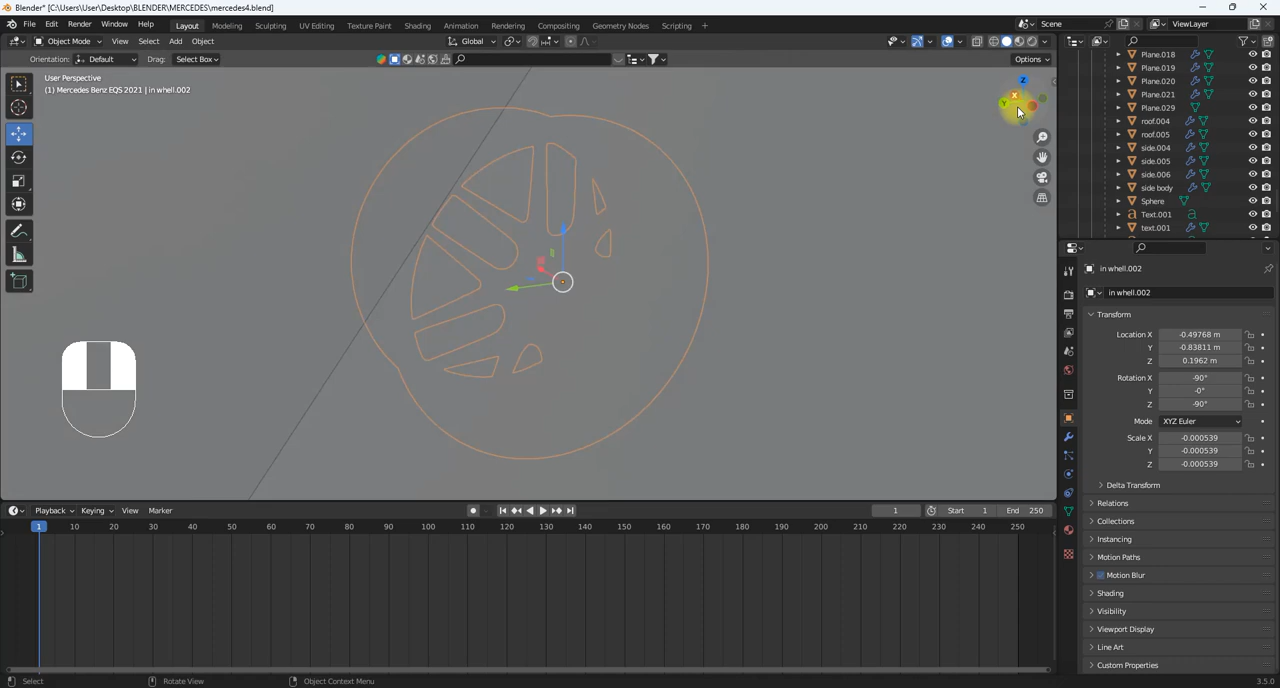 Blender* [C:\Users\User\Desktop\BLENDER\MERCEDES\mercedes4.blend]
File Edit Render Window Help
Layout Modeling Sculpting UV Editing Texture Paint Shading Animation Rendering Compositing Geometry Nodes Scripting +
Scene ViewLayer
Object Mode View Select Add Object Global
Orientation: Default Drag: Select Box Options
User Perspective
(1) Mercedes Benz EQS 2021 | in whell.002
Z
X
Y
Plane.018
Plane.019
Plane.020
Plane.021
Plane.029
roof.004
roof.005
side.004
side.005
side.006
side body
Sphere
Text.001
text.001
in whell.002
in whell.002
Transform
Location X -0.49768 m
Y -0.83811 m
Z 0.1962 m
Rotation X -90°
Y -0°
Z -90°
Mode XYZ Euler
Scale X -0.000539
Y -0.000539
Z -0.000539
Delta Transform
Relations
Collections
Instancing
Motion Paths
Motion Blur
Shading
Visibility
Viewport Display
Line Art
Custom Properties
Playback Keying View Marker 1 Start 1 End 250
1 10 20 30 40 50 60 70 80 90 100 110 120 130 140 150 160 170 180 190 200 210 220 230 240 250
Select Rotate View Object Context Menu 3.5.0